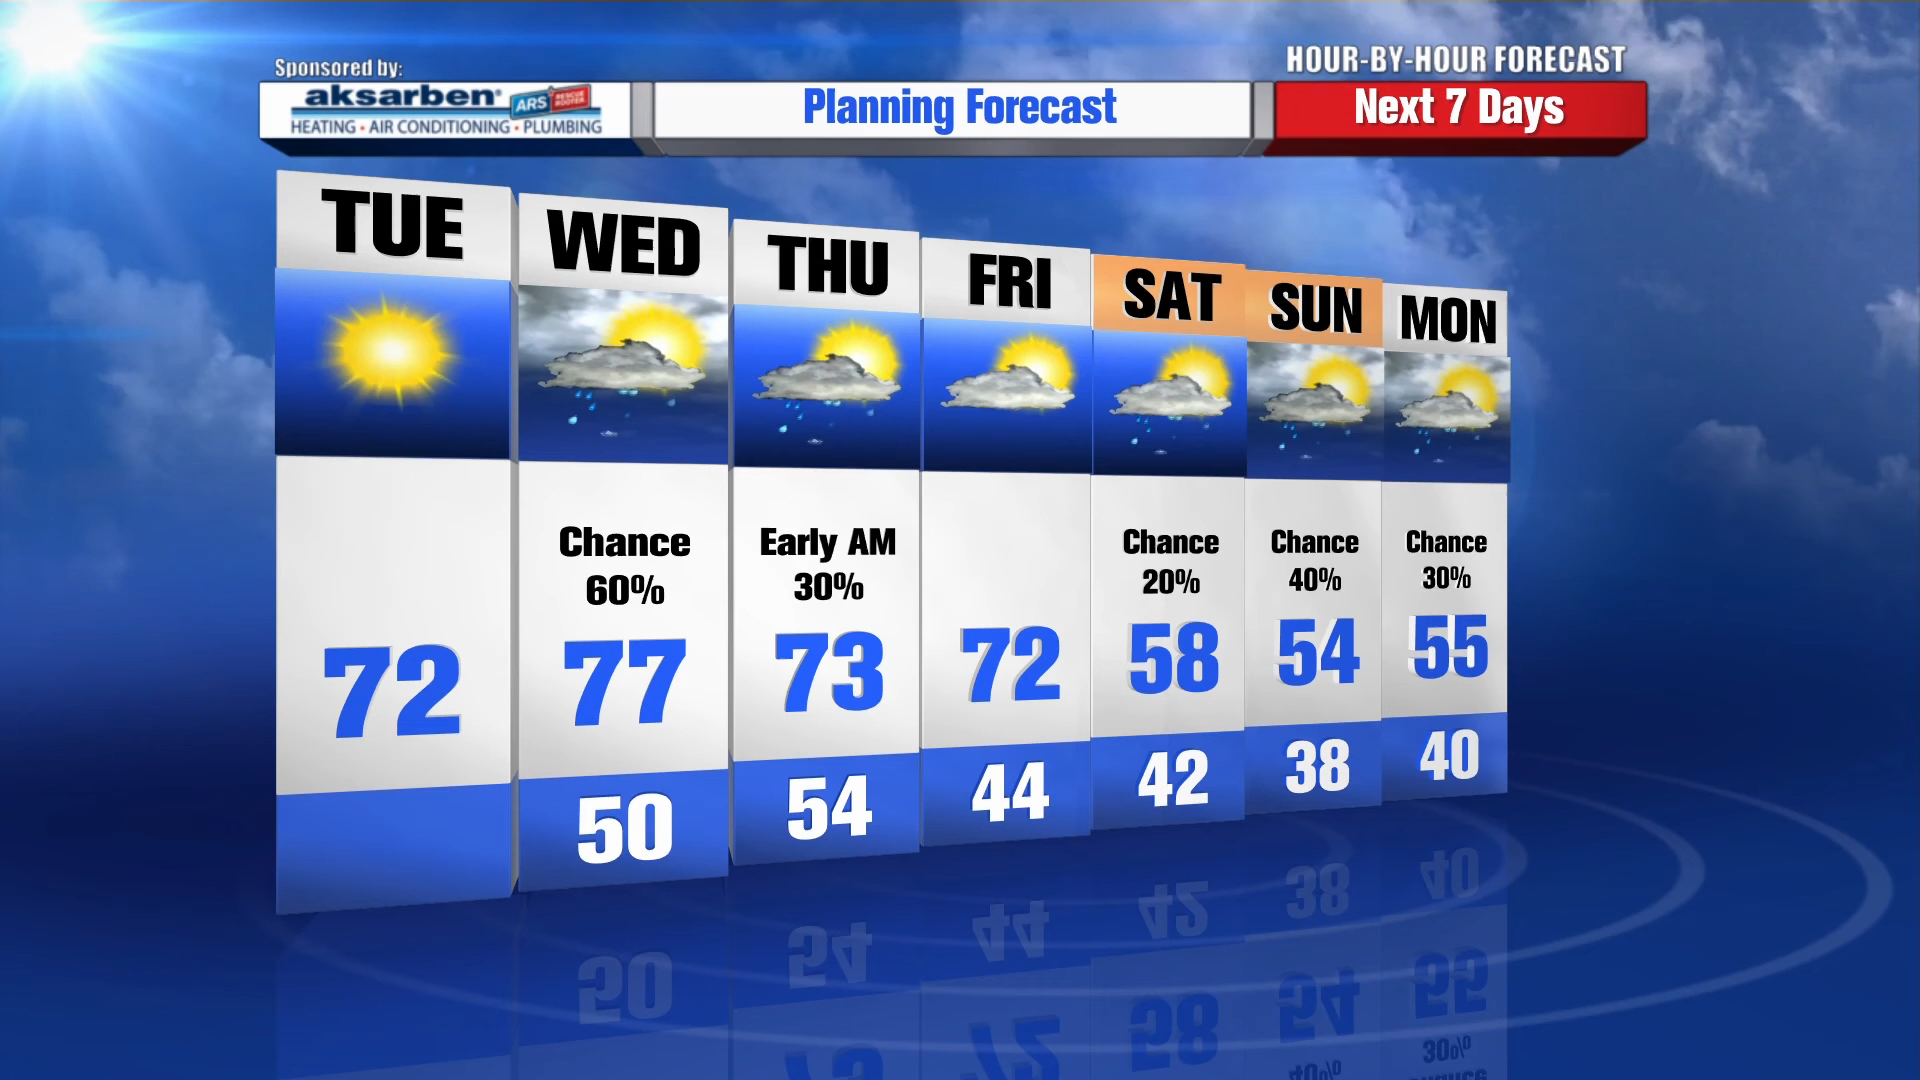 Sponsored by:
aksarben®
ARS RESCUE ROOTER
HEATING • AIR CONDITIONING • PLUMBING
Planning Forecast
HOUR-BY-HOUR FORECAST
Next 7 Days
TUE
72
WED
Chance
60%
77
50
THU
Early AM
30%
73
54
FRI
72
44
SAT
Chance
20%
58
42
SUN
Chance
40%
54
38
MON
Chance
30%
55
40